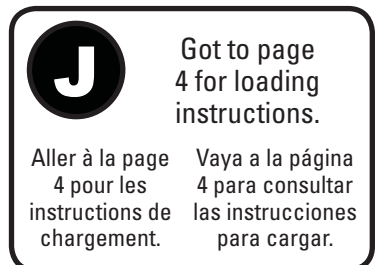 J
Got to page
4 for loading
instructions.
Aller à la page
4 pour les
instructions de
chargement.
Vaya a la página
4 para consultar
las instrucciones
para cargar.